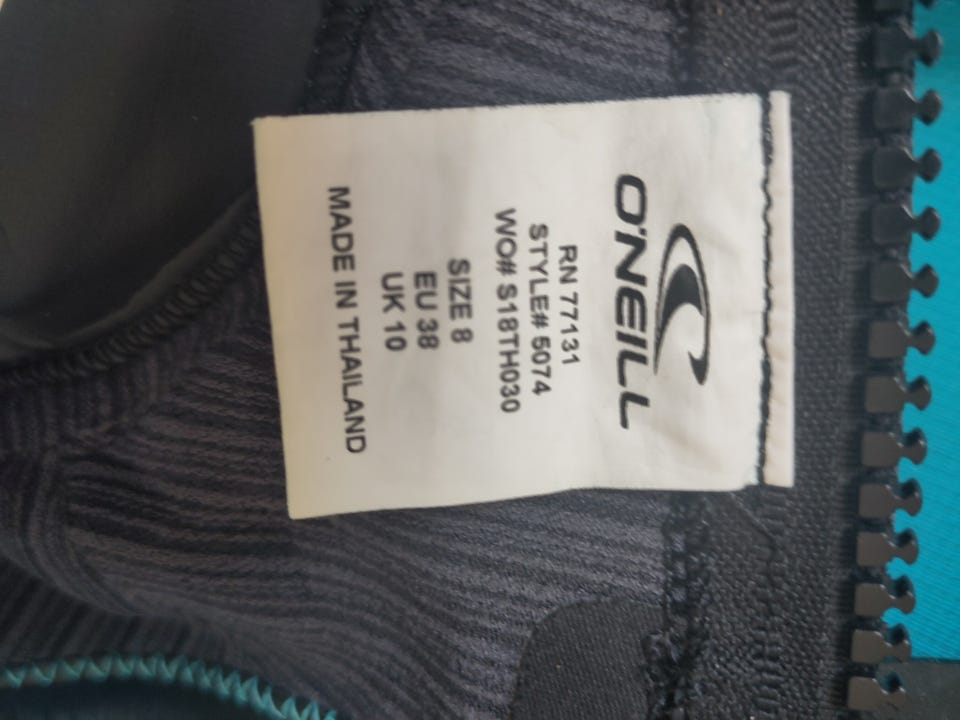 O'NEILL
RN 77131
STYLE# 5074
WO# S18TH030
SIZE 8
EU 38
UK 10
MADE IN THAILAND